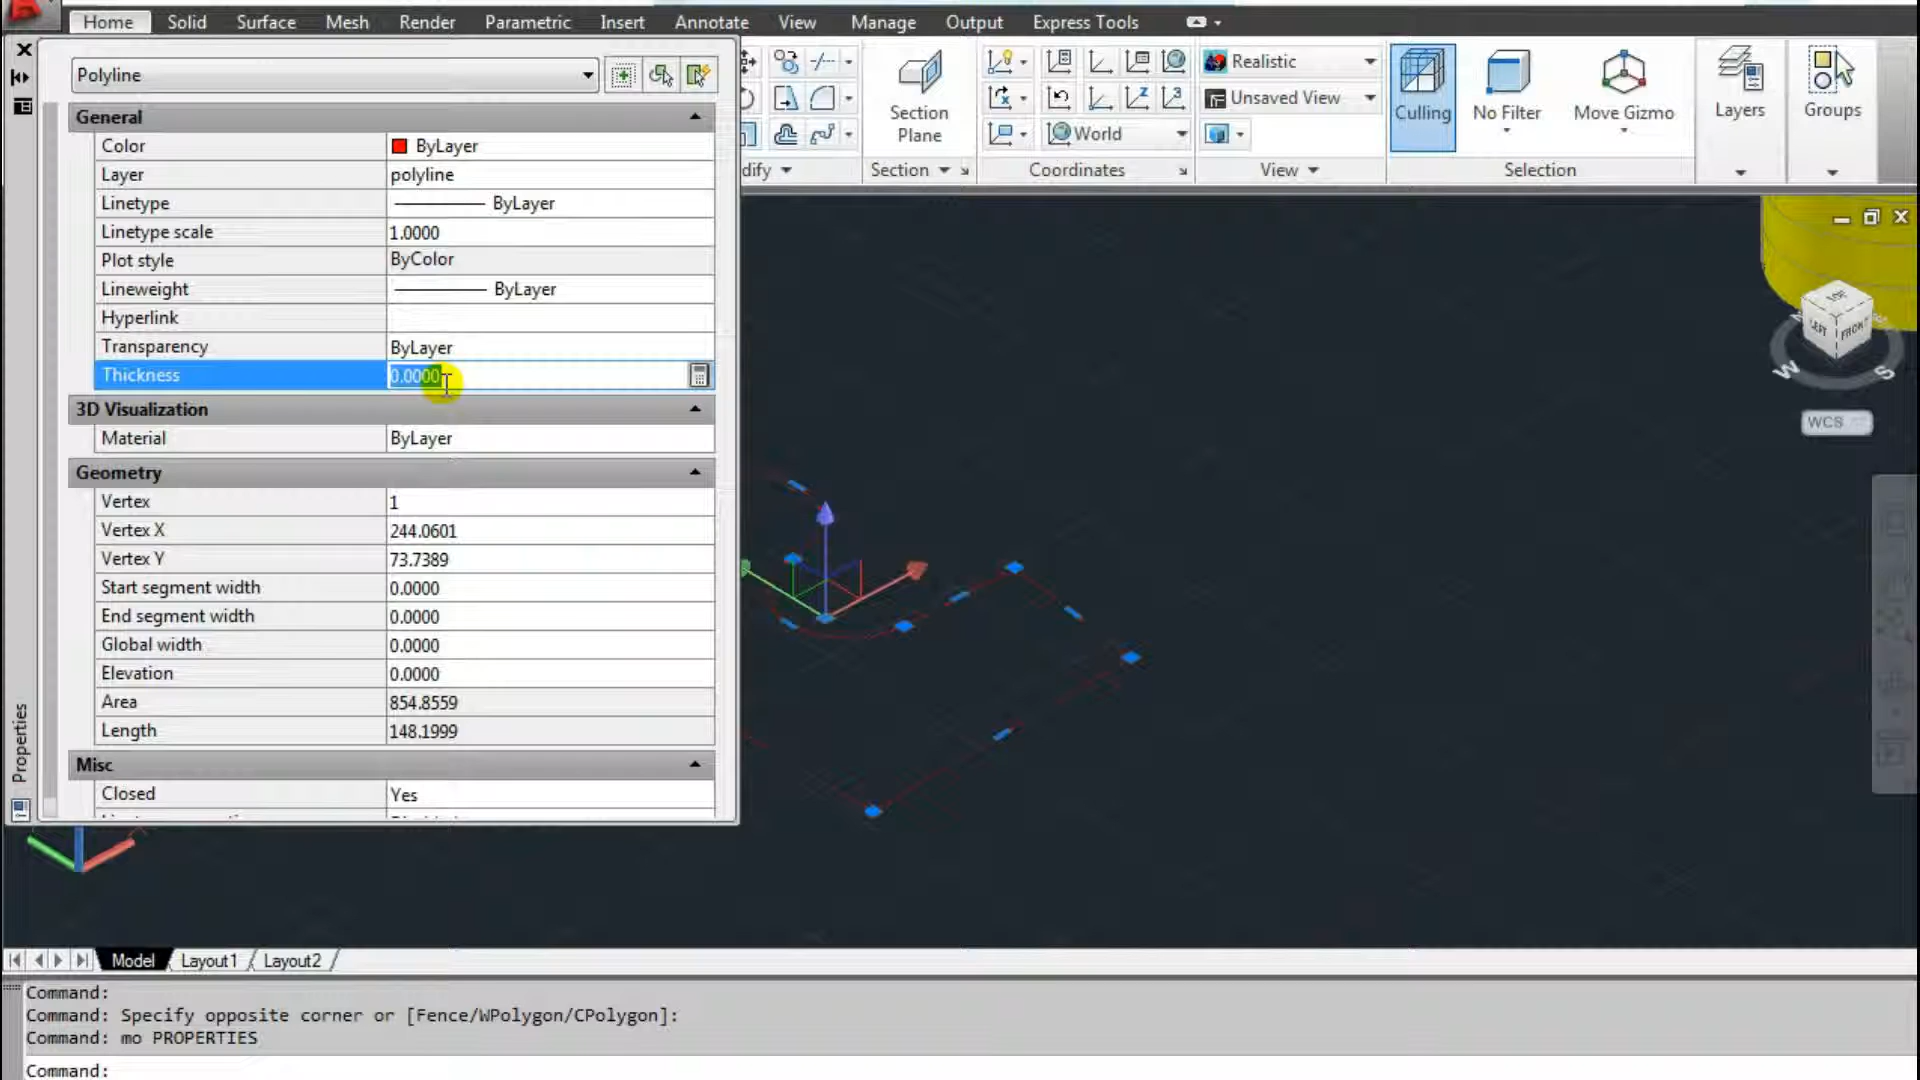 Home Solid Surface Mesh Render Parametric Insert Annotate View Manage Output Express Tools
Polyline
General
Color ByLayer
Layer polyline
Linetype ByLayer
Linetype scale 1.0000
Plot style ByColor
Lineweight ByLayer
Hyperlink
Transparency ByLayer
Thickness 0.0000
3D Visualization
Material ByLayer
Geometry
Vertex 1
Vertex X 244.0601
Vertex Y 73.7389
Start segment width 0.0000
End segment width 0.0000
Global width 0.0000
Elevation 0.0000
Area 854.8559
Length 148.1999
Misc
Closed Yes
Properties
dify
Section
Plane
Section
World
Coordinates
Realistic
Unsaved View
View
Culling
No Filter
Move Gizmo
Selection
Layers
Groups
TOP
LEFT
FRONT
W
S
WCS
Model Layout1 Layout2
Command:
Command: Specify opposite corner or [Fence/WPolygon/CPolygon]:
Command: mo PROPERTIES
Command: